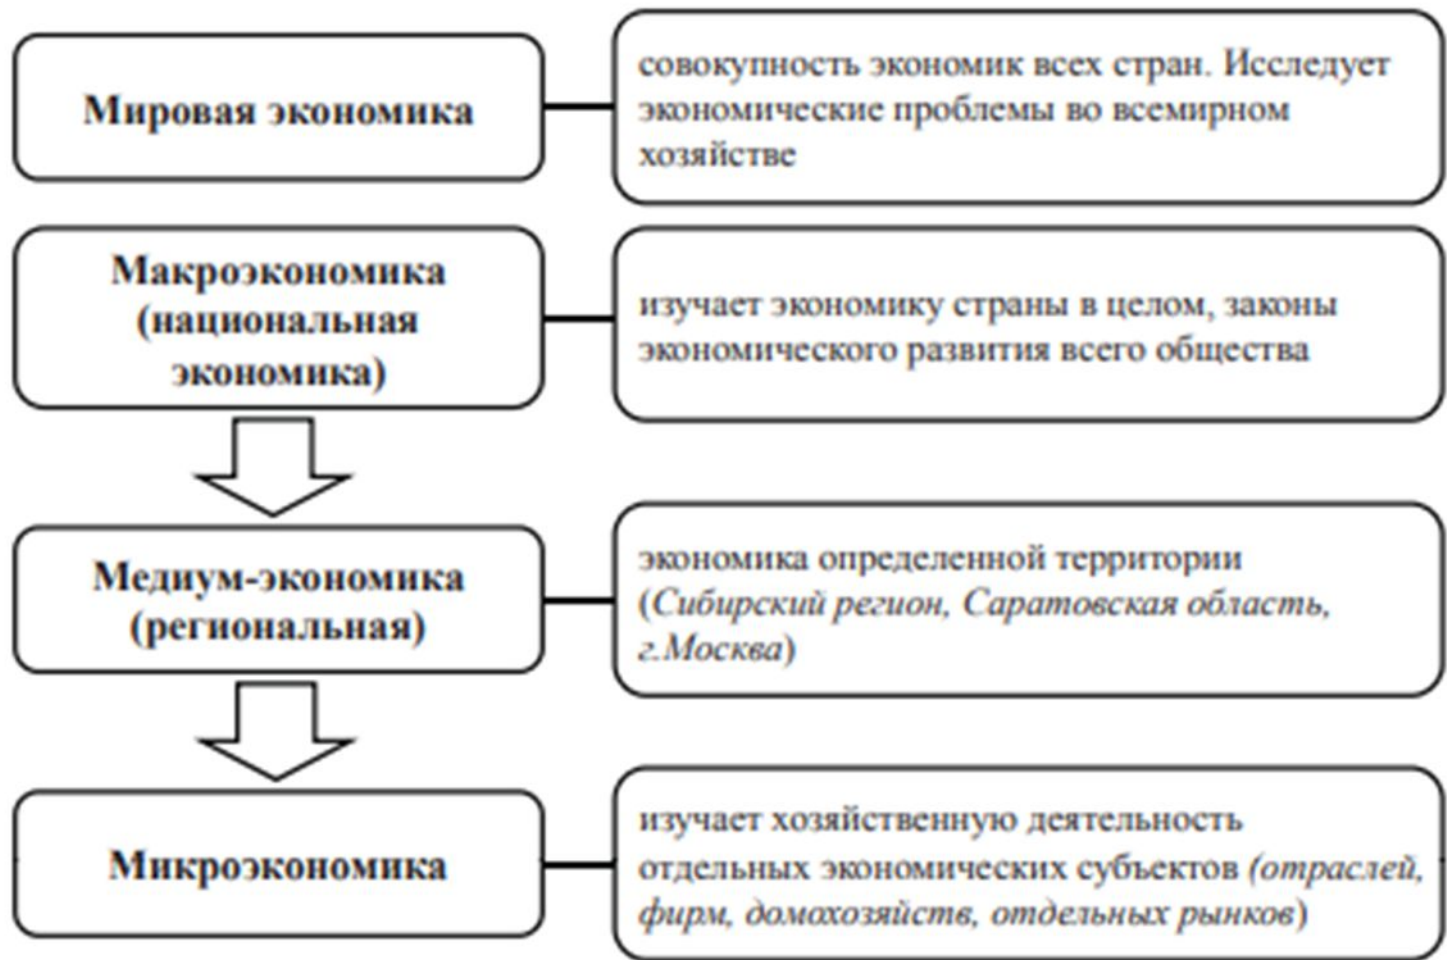 Мировая экономика
совокупность экономик всех стран. Исследует
экономические проблемы во всемирном
хозяйстве
Макроэкономика
(национальная
экономика)
изучает экономику страны в целом, законы
экономического развития всего общества
Медиум-экономика
(региональная)
экономика определенной территории
(Сибирский регион, Саратовская область,
г.Москва)
Микроэкономика
изучает хозяйственную деятельность
отдельных экономических субъектов (отраслей,
фирм, домохозяйств, отдельных рынков)